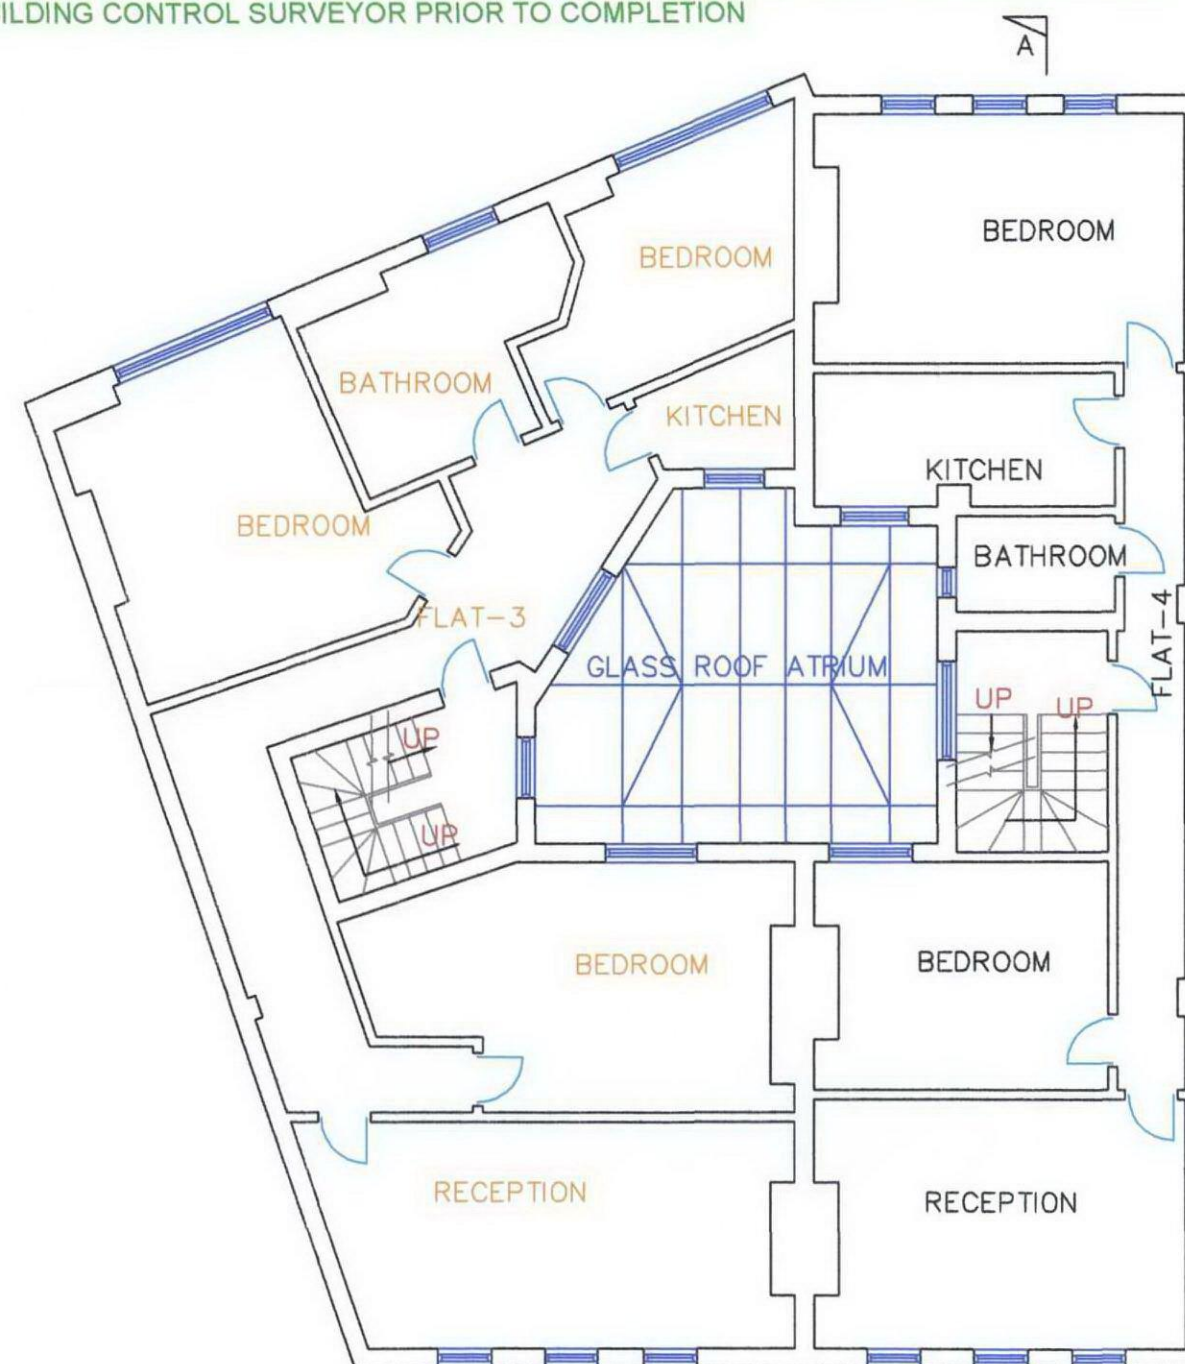 ILDING CONTROL SURVEYOR PRIOR TO COMPLETION
A
BEDROOM
BEDROOM
BATHROOM
KITCHEN
KITCHEN
BEDROOM
BATHROOM
FLAT-3
FLAT-4
GLASS ROOF ATRIUM
UP
UP
UP
UP
BEDROOM
BEDROOM
RECEPTION
RECEPTION